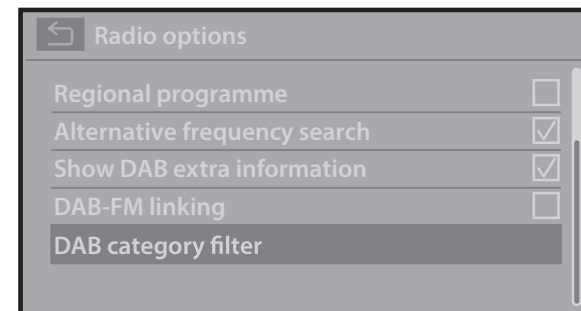 Radio options
Regional programme
Alternative frequency search
Show DAB extra information
DAB-FM linking
DAB category filter